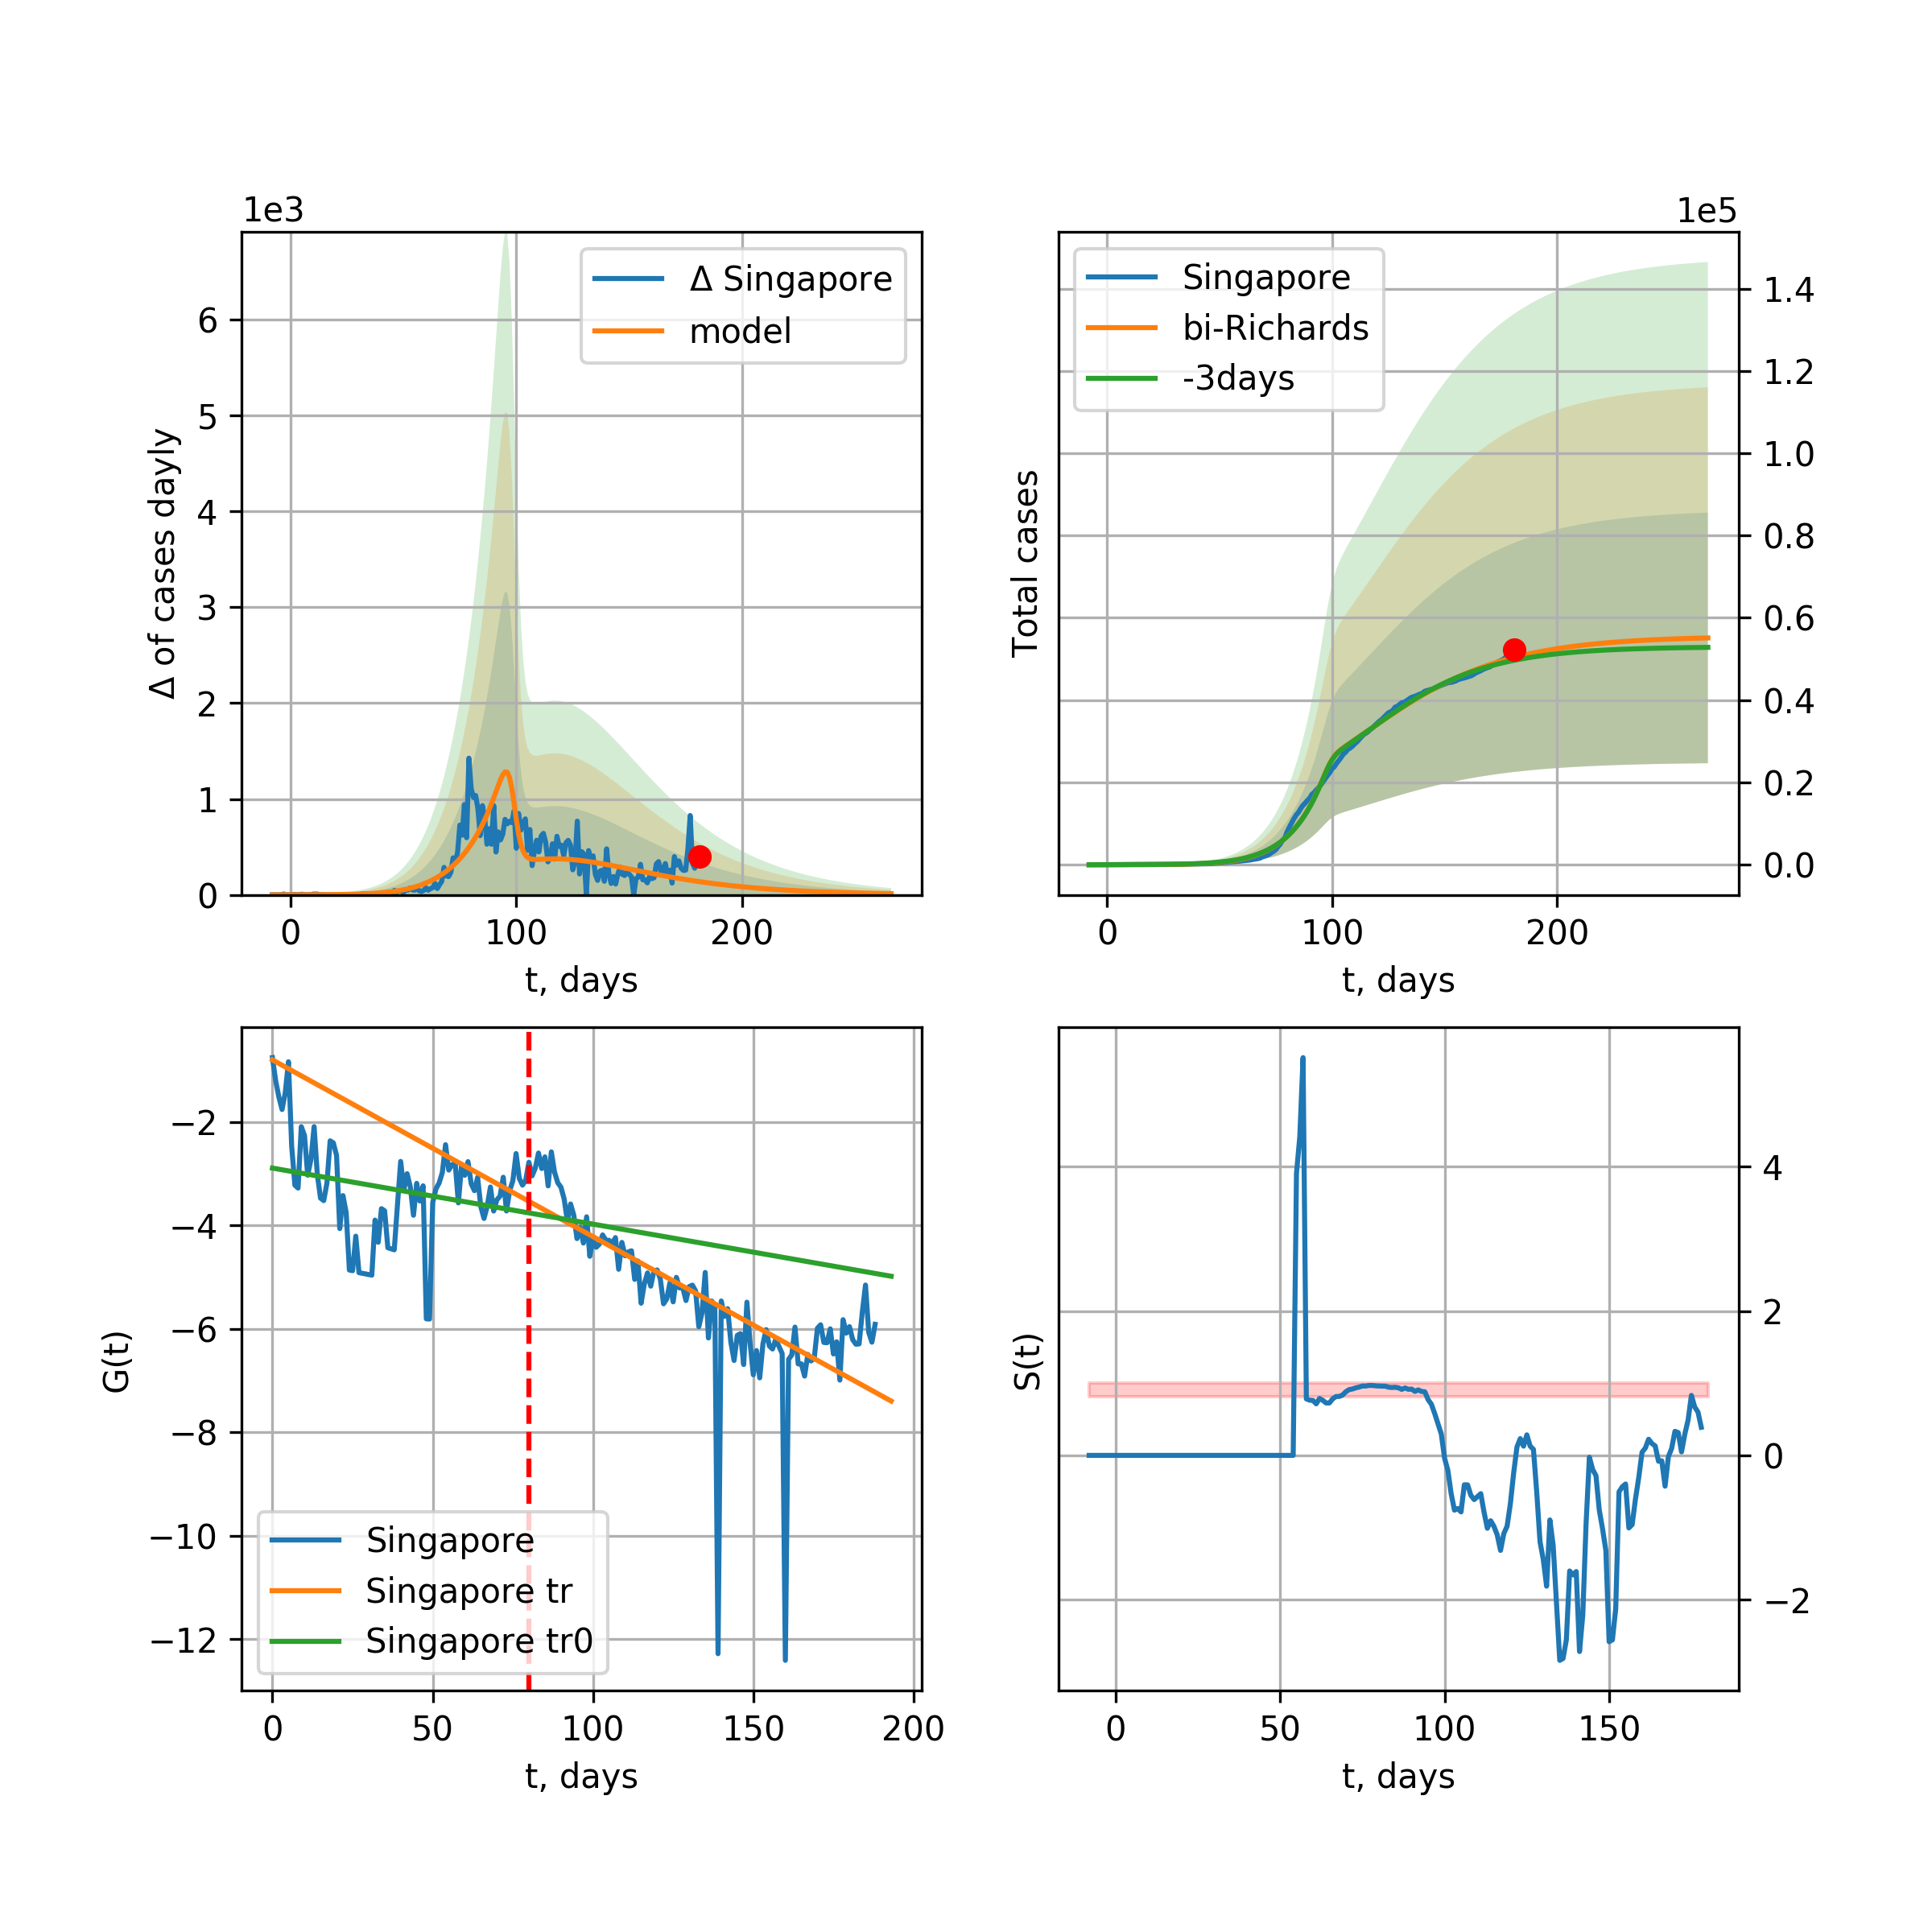 1e3
Δ of cases dayly
6
5
4
3
2
1
0
Δ Singapore
model
0 100 200
t, days
1e5
Total cases
Singapore
bi-Richards
-3days
1.4
1.2
1.0
0.8
0.6
0.4
0.2
0.0
0 100 200
t, days
G(t)
−2
−4
−6
−8
−10
−12
Singapore
Singapore tr
Singapore tr0
0 50 100 150 200
t, days
S(t)
4
2
0
−2
0 50 100 150
t, days